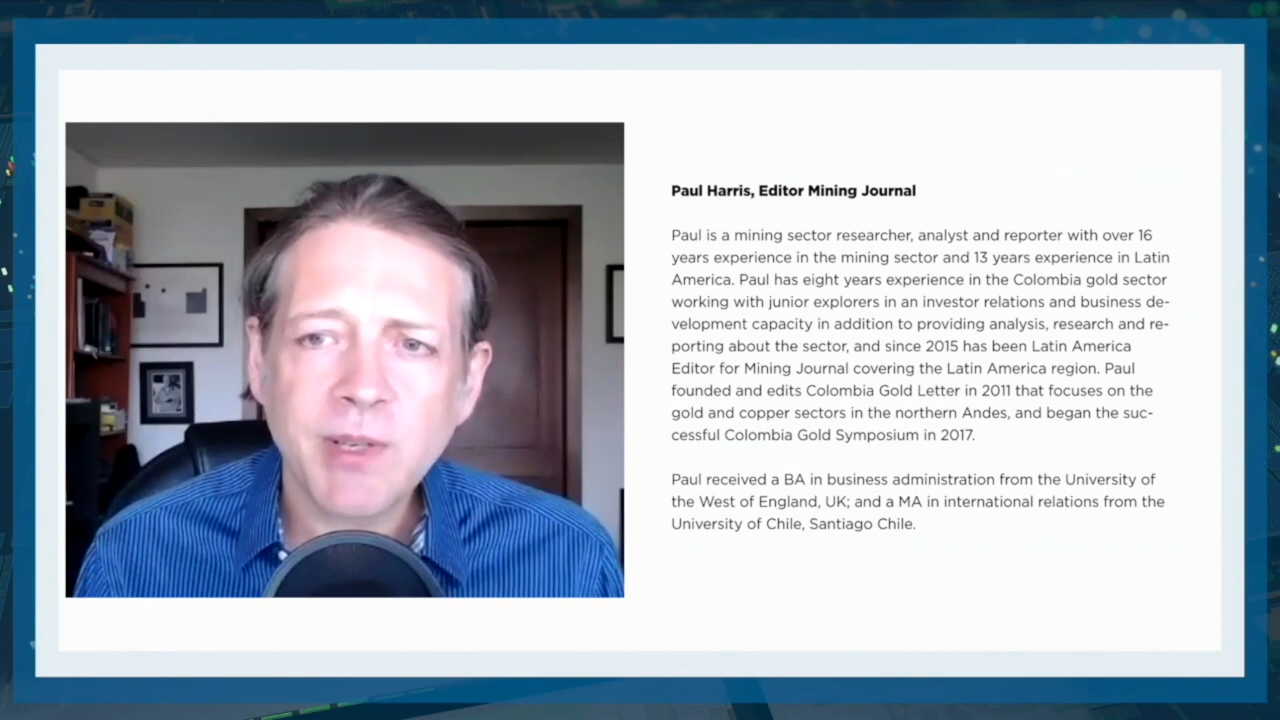 Paul Harris, Editor Mining Journal
Paul is a mining sector researcher, analyst and reporter with over 16
years experience in the mining sector and 13 years experience in Latin
America. Paul has eight years experience in the Colombia gold sector
working with junior explorers in an investor relations and business de-
velopment capacity in addition to providing analysis, research and re-
porting about the sector, and since 2015 has been Latin America
Editor for Mining Journal covering the Latin America region. Paul
founded and edits Colombia Gold Letter in 2011 that focuses on the
gold and copper sectors in the northern Andes, and began the suc-
cessful Colombia Gold Symposium in 2017.
Paul received a BA in business administration from the University of
the West of England, UK; and a MA in international relations from the
University of Chile, Santiago Chile.